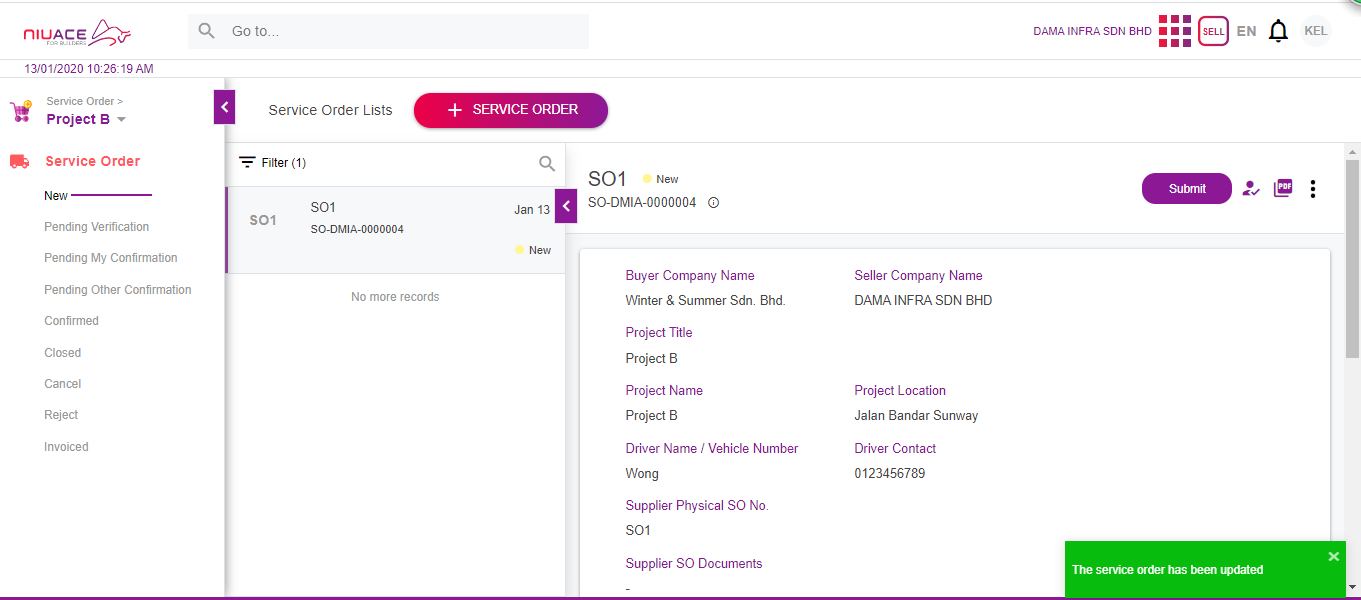 NIUACE
FOR BUILDERS
Go to...
DAMA INFRA SDN BHD
SELL
EN
KEL
13/01/2020 10:26:19 AM
Service Order >
Project B
Service Order
New
Pending Verification
Pending My Confirmation
Pending Other Confirmation
Confirmed
Closed
Cancel
Reject
Invoiced
Service Order Lists
+ SERVICE ORDER
Filter (1)
SO1
SO1
Jan 13
SO-DMIA-0000004
New
No more records
SO1
New
SO-DMIA-0000004
Submit
PDF
Buyer Company Name
Seller Company Name
Winter & Summer Sdn. Bhd.
DAMA INFRA SDN BHD
Project Title
Project B
Project Name
Project Location
Project B
Jalan Bandar Sunway
Driver Name / Vehicle Number
Driver Contact
Wong
0123456789
Supplier Physical SO No.
SO1
Supplier SO Documents
-
The service order has been updated